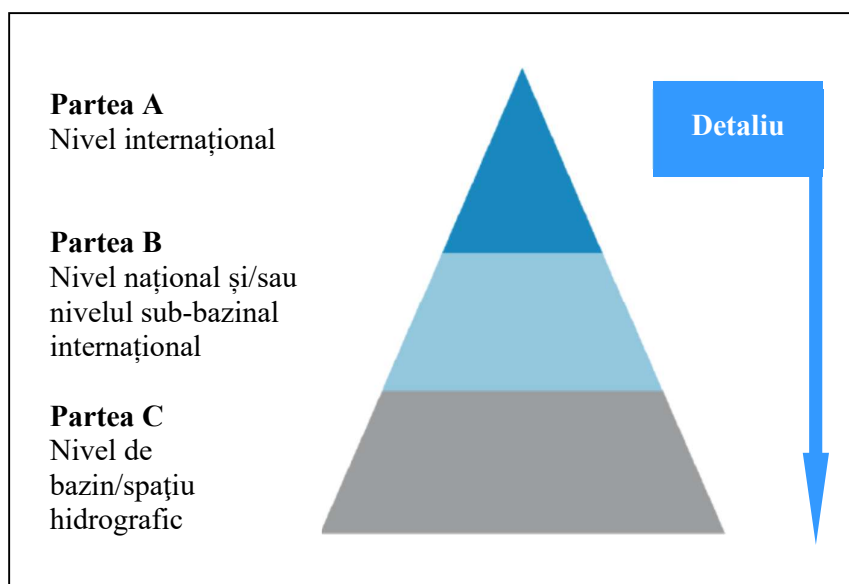 Partea A
Nivel internațional
Detaliu
Partea B
Nivel național și/sau
nivelul sub-bazinal
internațional
Partea C
Nivel de
bazin/spaţiu
hidrografic